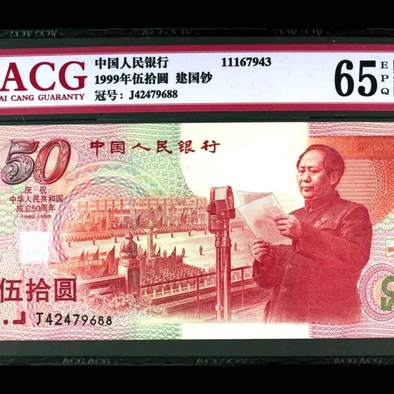 ACG
AI CANG GUARANTY
中国人民银行
1999年伍拾圆 建国钞
冠号: J42479688
11167943
65
EPQ
50
庆祝
中华人民共和国
成立50周年
1949-1999
中国人民银行
伍拾圆
J42479688